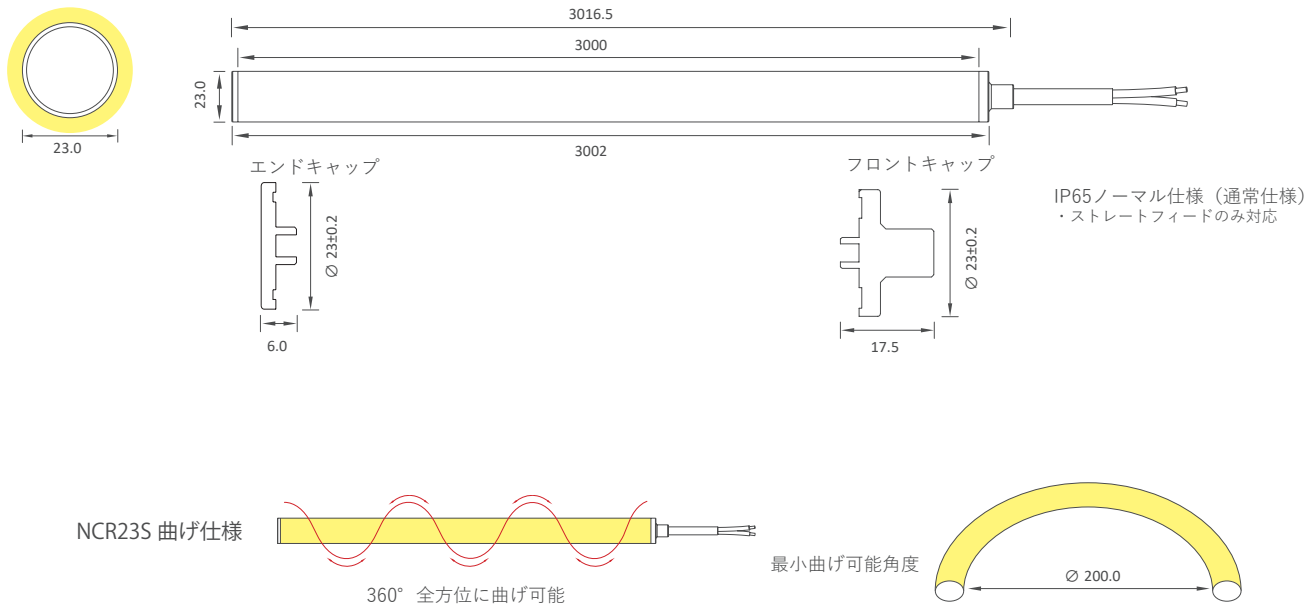 3016.5
3000
23.0
23.0
3002
エンドキャップ
フロントキャップ
IP65ノーマル仕様（通常仕様）
・ストレートフィードのみ対応
∅ 23±0.2
∅ 23±0.2
6.0
17.5
NCR23S 曲げ仕様
360° 全方位に曲げ可能
最小曲げ可能角度
∅ 200.0